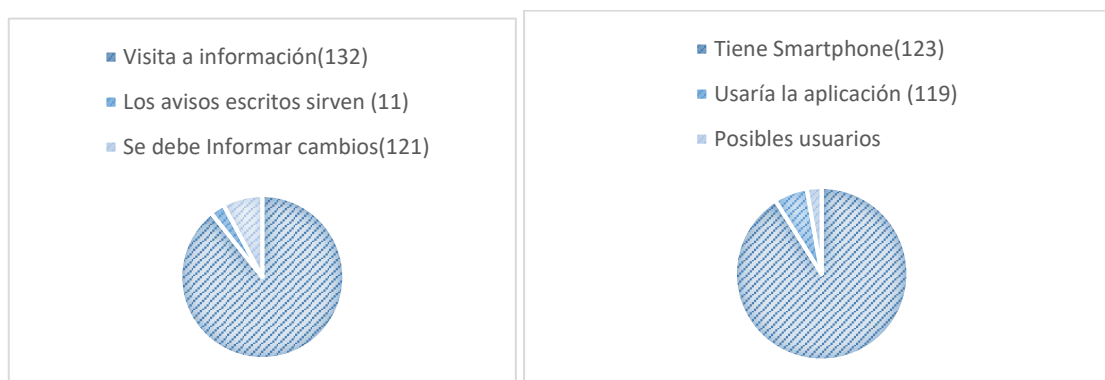 Visita a información(132)
Los avisos escritos sirven (11)
Se debe Informar cambios(121)
Tiene Smartphone(123)
Usaría la aplicación (119)
Posibles usuarios